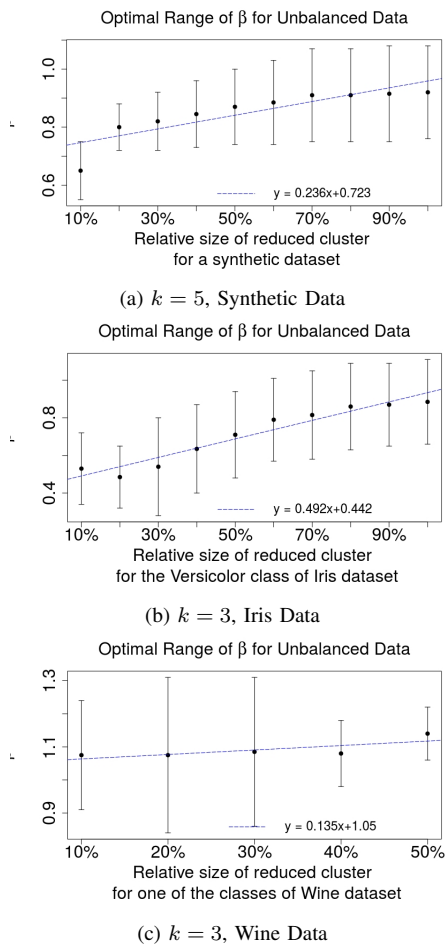 Optimal Range of β for Unbalanced Data
1.0
0.8
0.6
y = 0.236x+0.723
10% 30% 50% 70% 90%
Relative size of reduced cluster
for a synthetic dataset
(a) k = 5, Synthetic Data
Optimal Range of β for Unbalanced Data
0.8
0.4
y = 0.492x+0.442
10% 30% 50% 70% 90%
Relative size of reduced cluster
for the Versicolor class of Iris dataset
(b) k = 3, Iris Data
Optimal Range of β for Unbalanced Data
1.3
1.1
0.9
y = 0.135x+1.05
10% 20% 30% 40% 50%
Relative size of reduced cluster
for one of the classes of Wine dataset
(c) k = 3, Wine Data